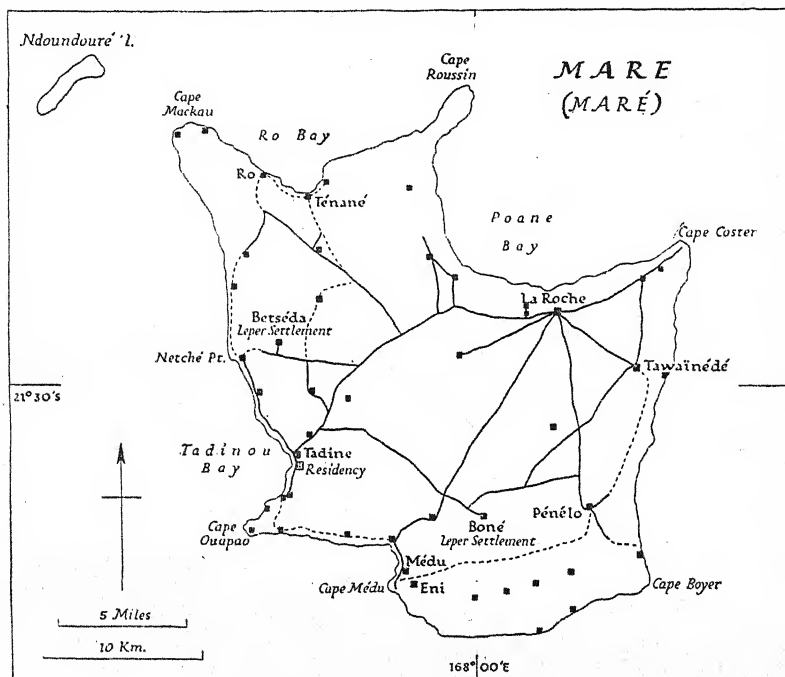 Ndoundouré I.
MARE
(MARÉ)
Cape
Roussin
Cape
Mackau
Ro Bay
Ro
Ténané
Poane
Bay
Cape Coster
La Roche
Betséda
Leper Settlement
Netché Pt.
Tawaïnédé
21°30's
Tadinou
Bay
Tadine
Residency
Cape
Ouapao
Boné
Leper Settlement
Pénélo
Médu
Eni
Cape Médu
Cape Boyer
5 Miles
10 Km.
168°00'E